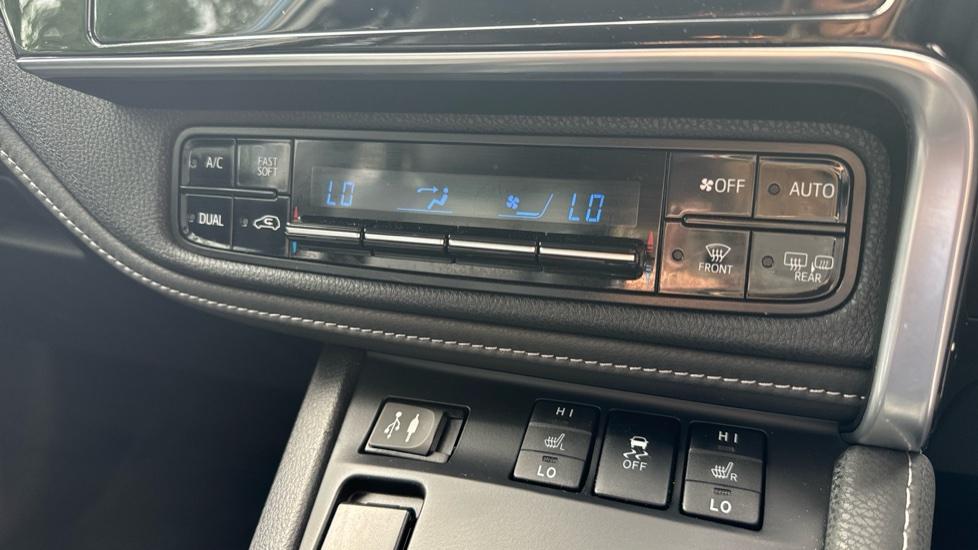 A/C
FAST
SOFT
LO
LO
OFF
AUTO
DUAL
FRONT
REAR
HI
L
LO
OFF
HI
R
LO